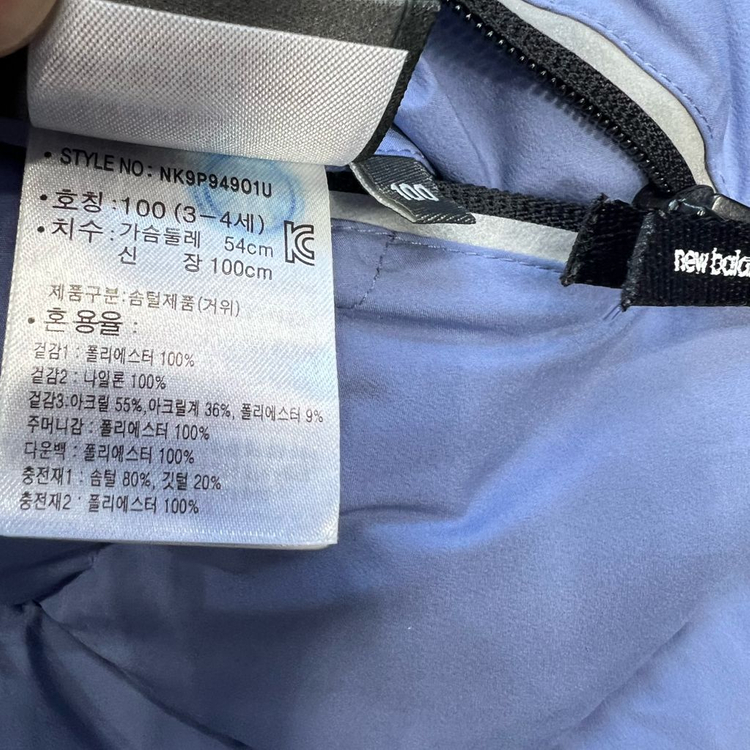 • STYLE NO : NK9P94901U
• 호칭 : 100 (3-4세)
• 치수 : 가슴둘레 54cm
신 장 100cm
제품구분:솜털제품(거위)
• 혼 용 율 :
겉감1 : 폴리에스터 100%
겉감2 : 나일론 100%
겉감3:아크릴 55%,아크릴계 36%, 폴리에스터 9%
주머니감 : 폴리에스터 100%
다운백 : 폴리에스터 100%
충전재1 : 솜털 80%, 깃털 20%
충전재2 : 폴리에스터 100%
100
new bala